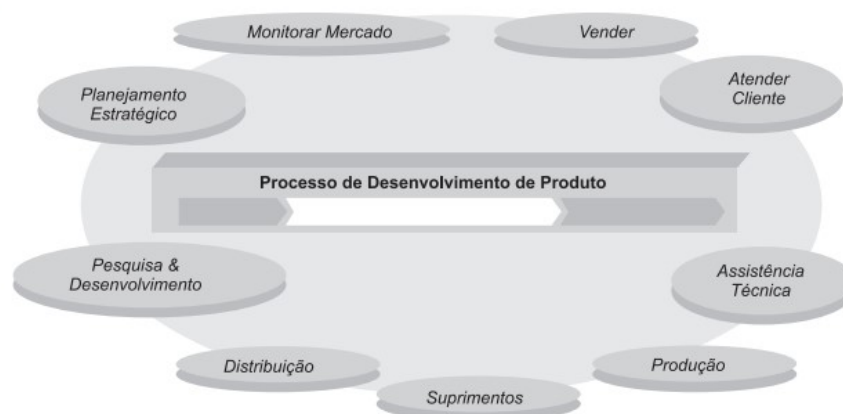 Monitorar Mercado
Vender
Planejamento
Estratégico
Atender
Cliente
Processo de Desenvolvimento de Produto
Pesquisa &
Desenvolvimento
Assistência
Técnica
Distribuição
Produção
Suprimentos